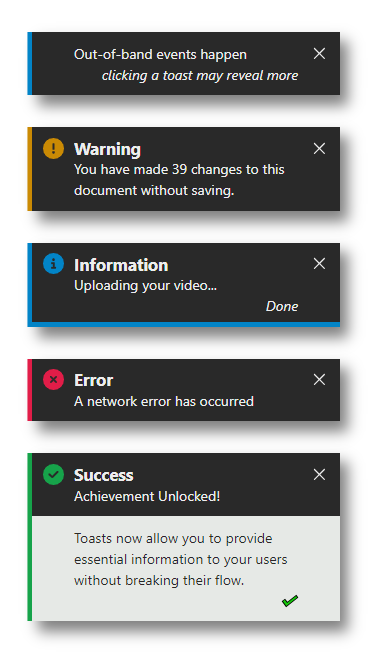 Out-of-band events happen
clicking a toast may reveal more
Warning
You have made 39 changes to this
document without saving.
Information
Uploading your video...
Done
Error
A network error has occurred
Success
Achievement Unlocked!
Toasts now allow you to provide
essential information to your users
without breaking their flow.